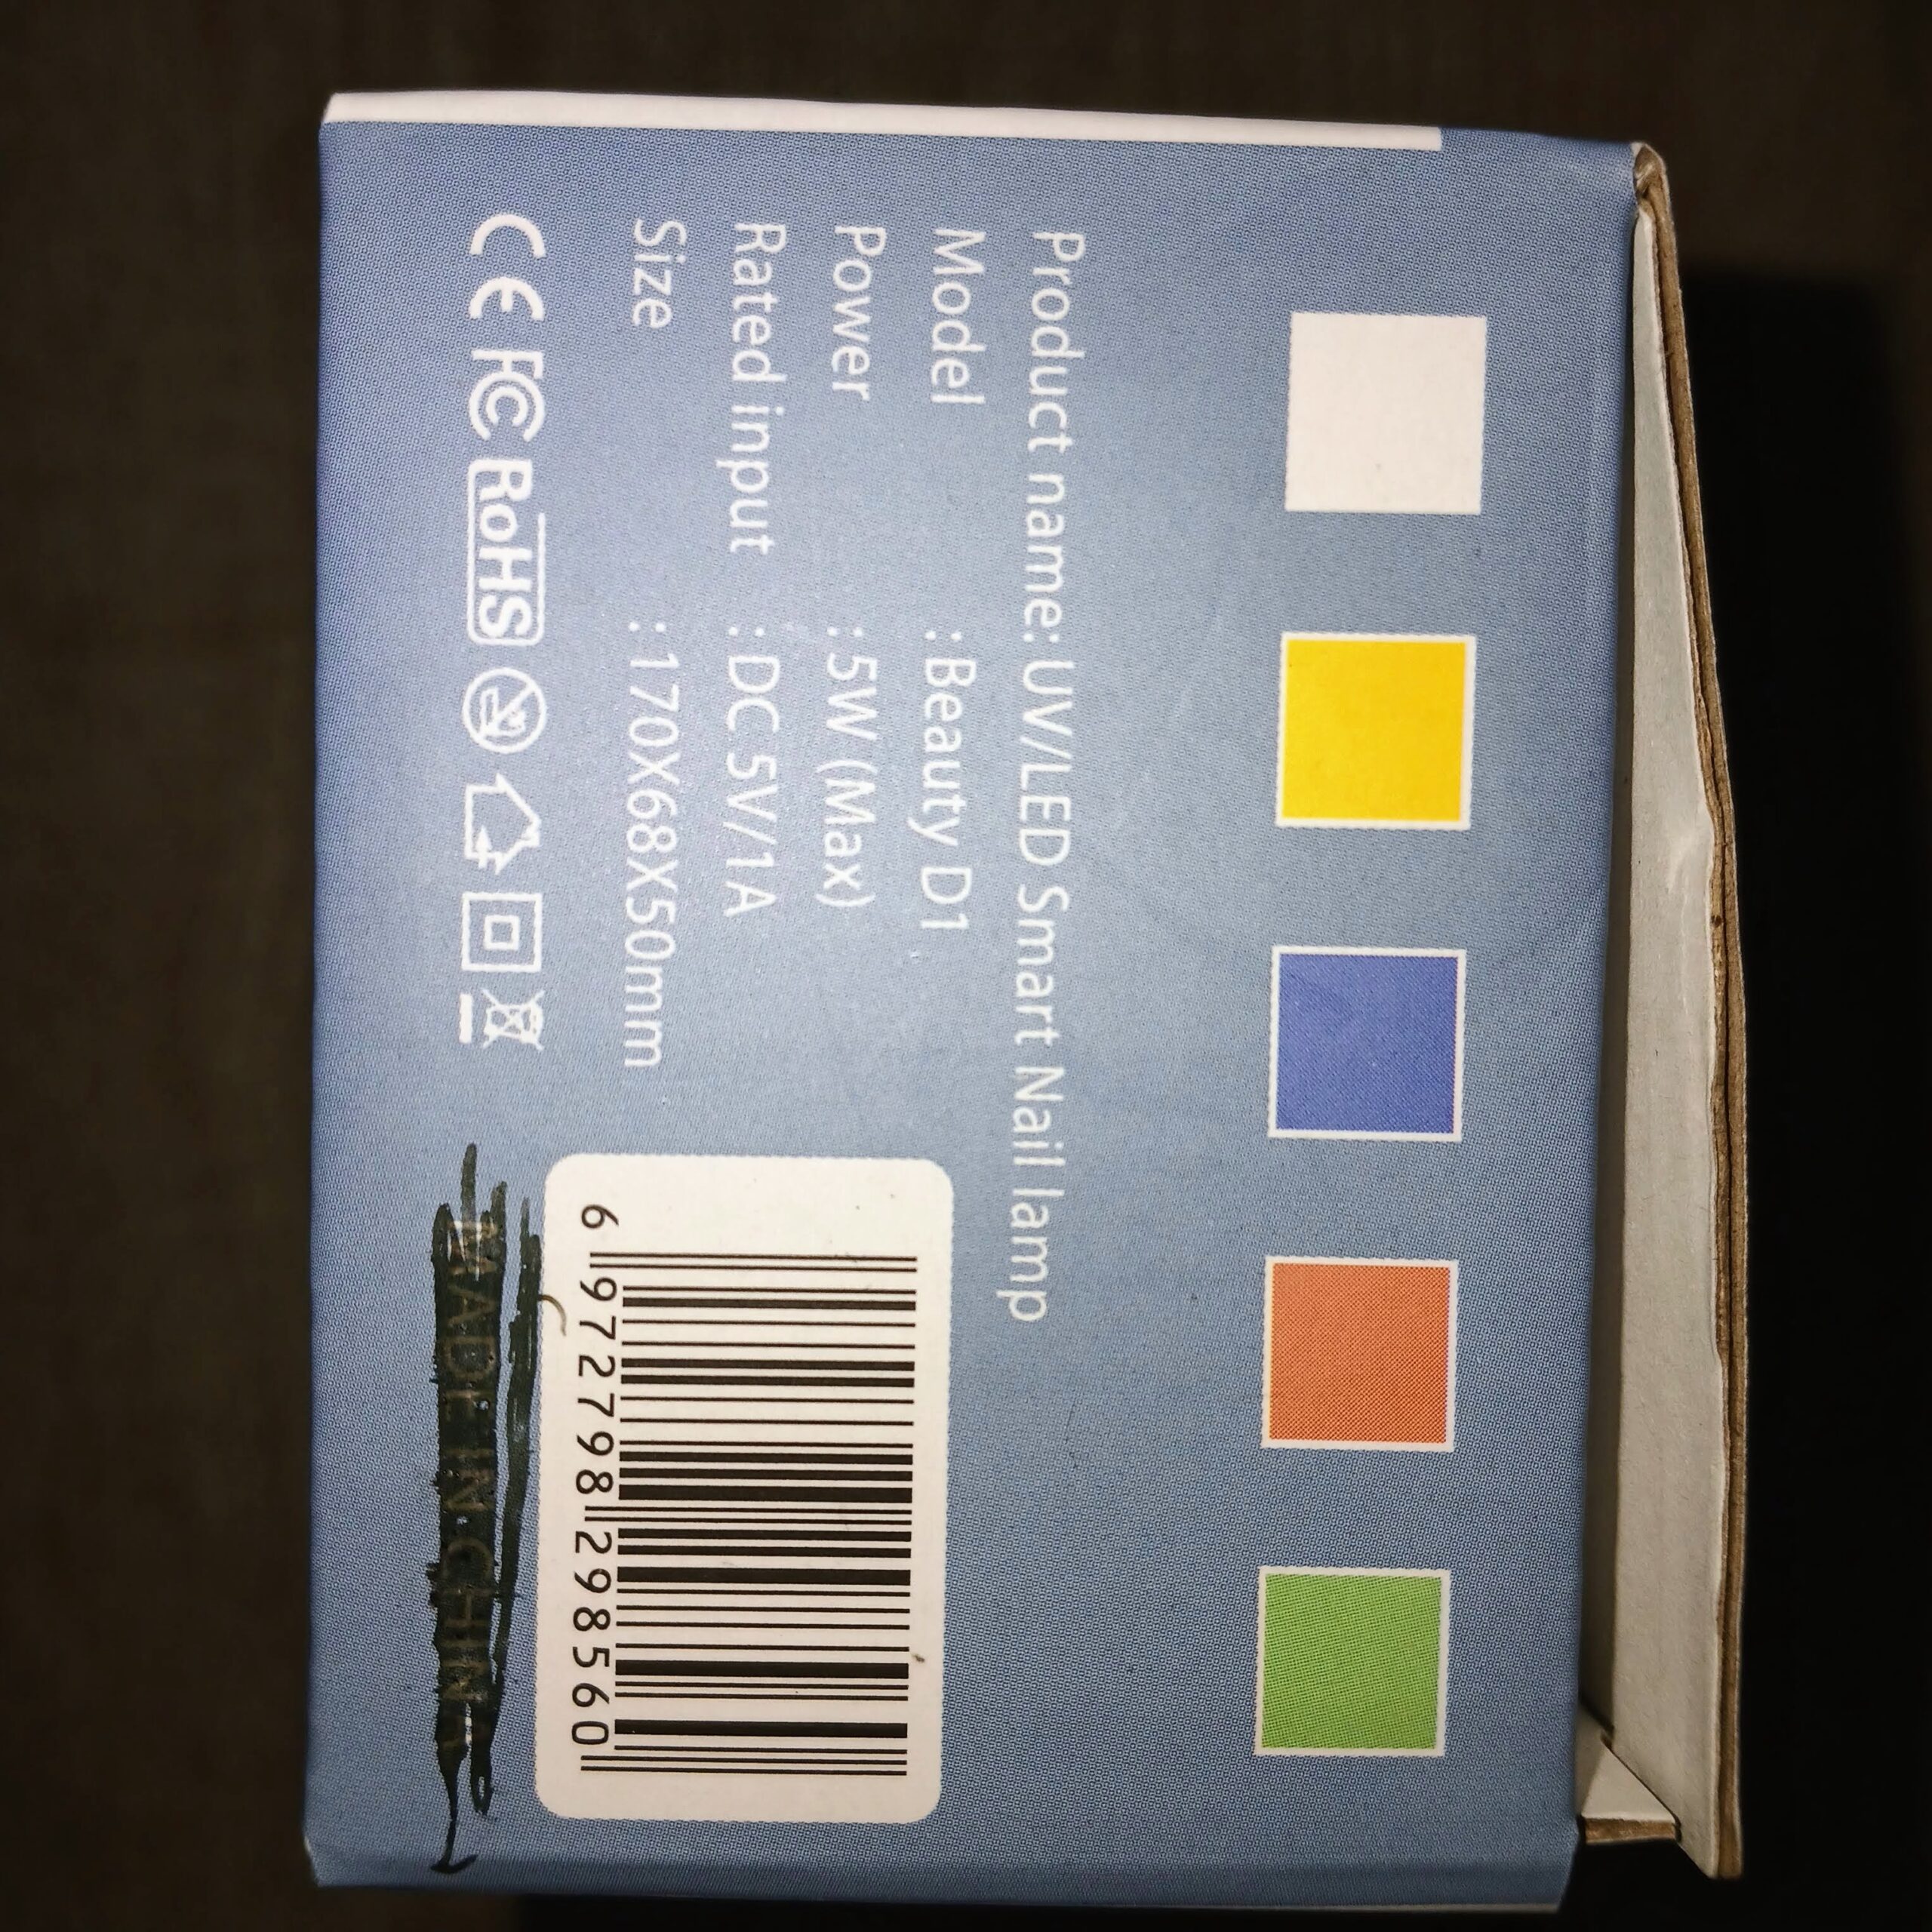 Product name: UV/LED Smart Nail lamp
Model :Beauty D1
Power :5W (Max)
Rated input :DC 5V/1A
Size :170X68X50mm
CE FC RoHS
6 972798 298560
MADE IN CHINA